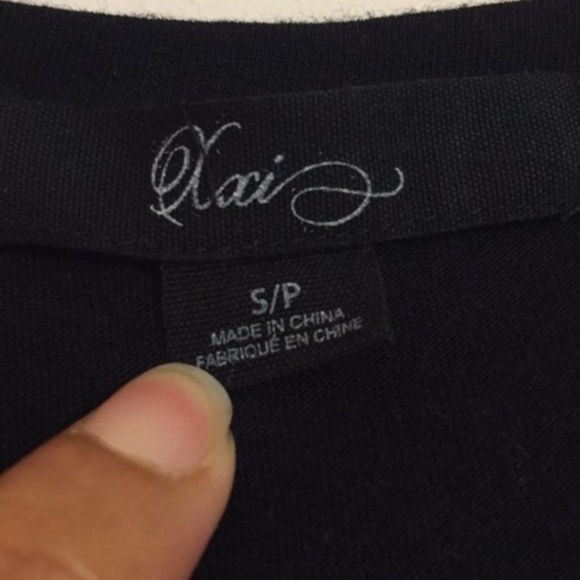 Xxi
S/P
MADE IN CHINA
FABRIQUÉ EN CHINE